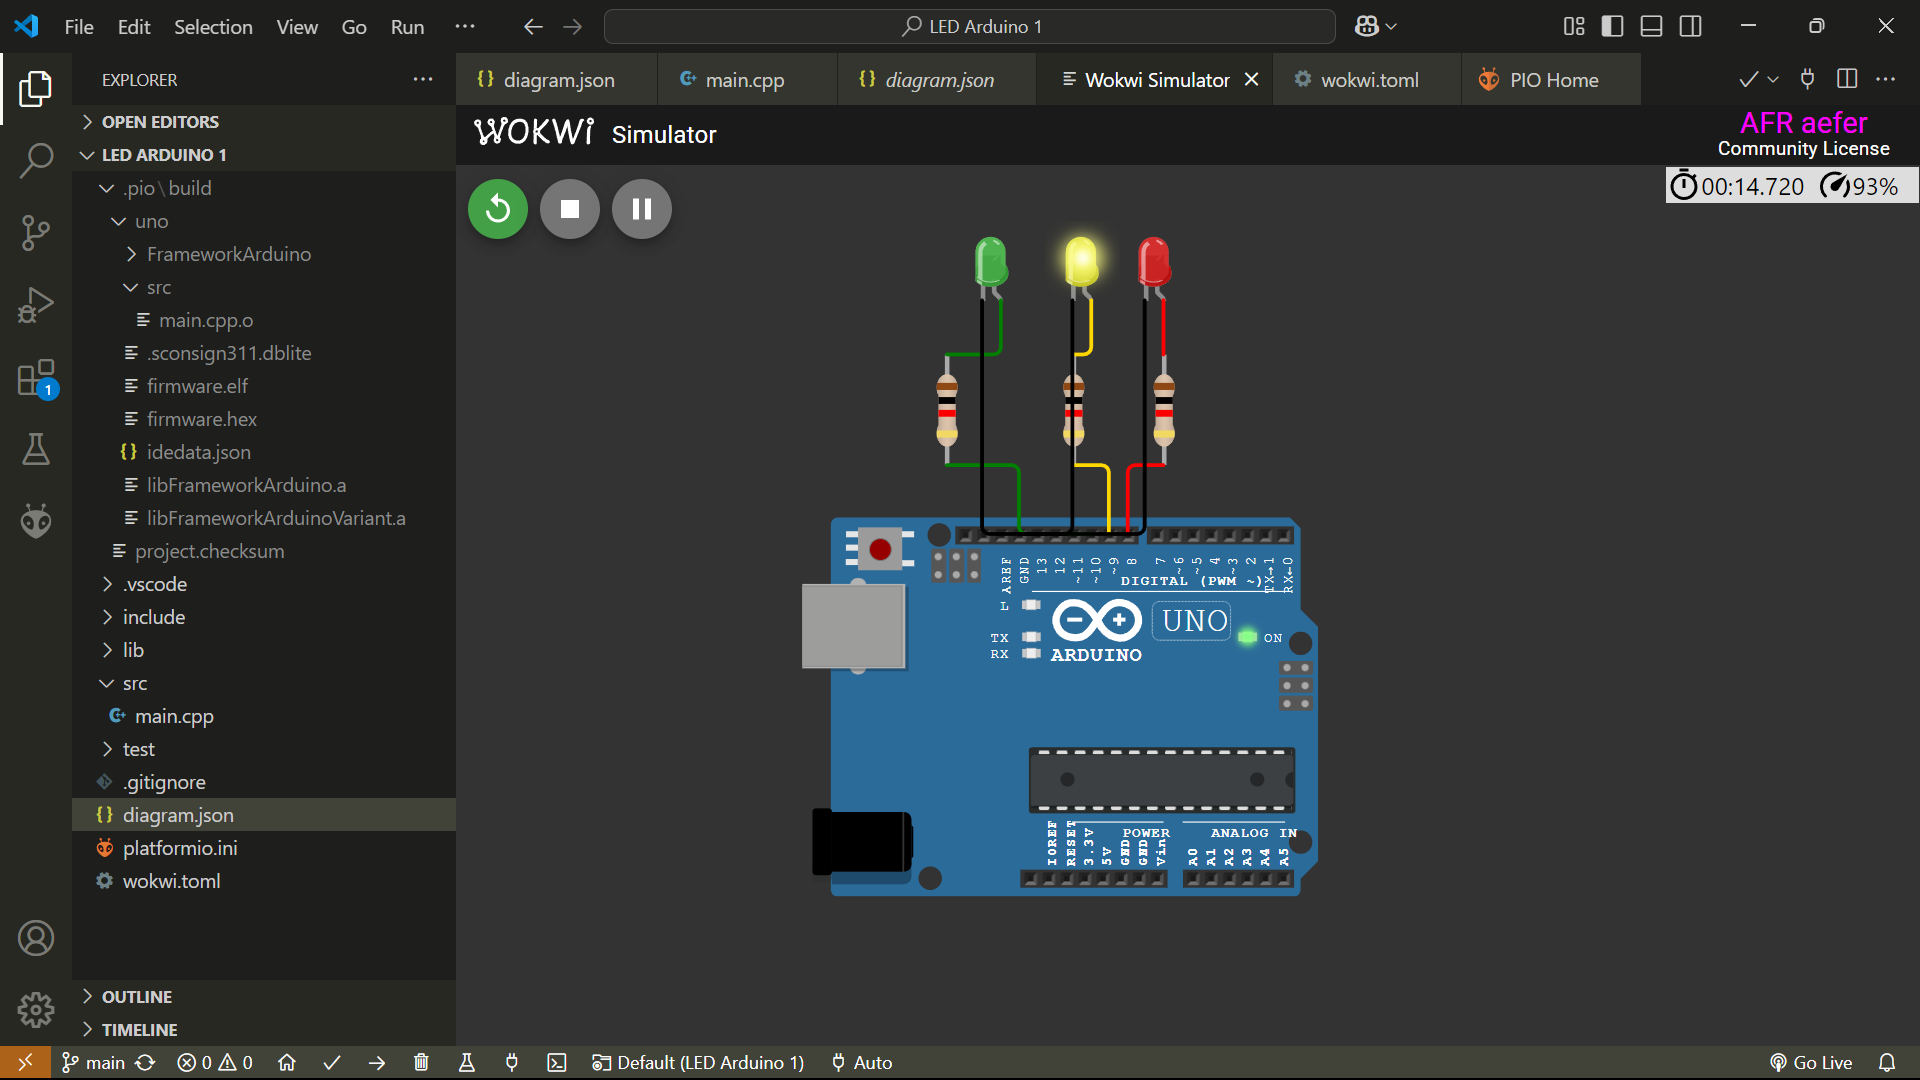 File Edit Selection View Go Run ··· LED Arduino 1
EXPLORER ···
OPEN EDITORS
LED ARDUINO 1
.pio\build
uno
FrameworkArduino
src
main.cpp.o
.sconsign311.dblite
firmware.elf
firmware.hex
idedata.json
libFrameworkArduino.a
libFrameworkArduinoVariant.a
project.checksum
.vscode
include
lib
src
main.cpp
test
.gitignore
diagram.json
platformio.ini
wokwi.toml
OUTLINE
TIMELINE
1
diagram.json main.cpp diagram.json Wokwi Simulator wokwi.toml PIO Home
WOKWi Simulator
AFR aefer
Community License
00:14.720 93%
AREF GND 13 12 ~11 ~10 ~9 8 7 ~6 ~5 4 ~3 2 TX→1 RX←0
DIGITAL (PWM ~)
L
TX
RX
UNO
ON
ARDUINO
POWER ANALOG IN
IOREF RESET 3.3V 5V GND GND Vin A0 A1 A2 A3 A4 A5
main 0 0 Default (LED Arduino 1) Auto Go Live